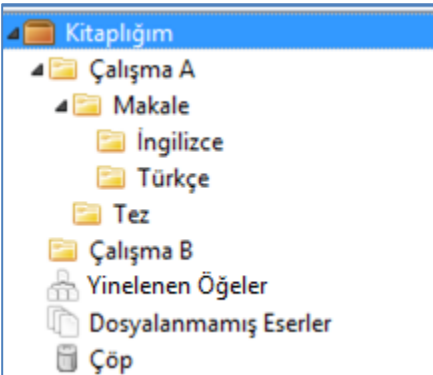 Kitaplığım
Çalışma A
Makale
İngilizce
Türkçe
Tez
Çalışma B
Yinelenen Öğeler
Dosyalanmamış Eserler
Çöp